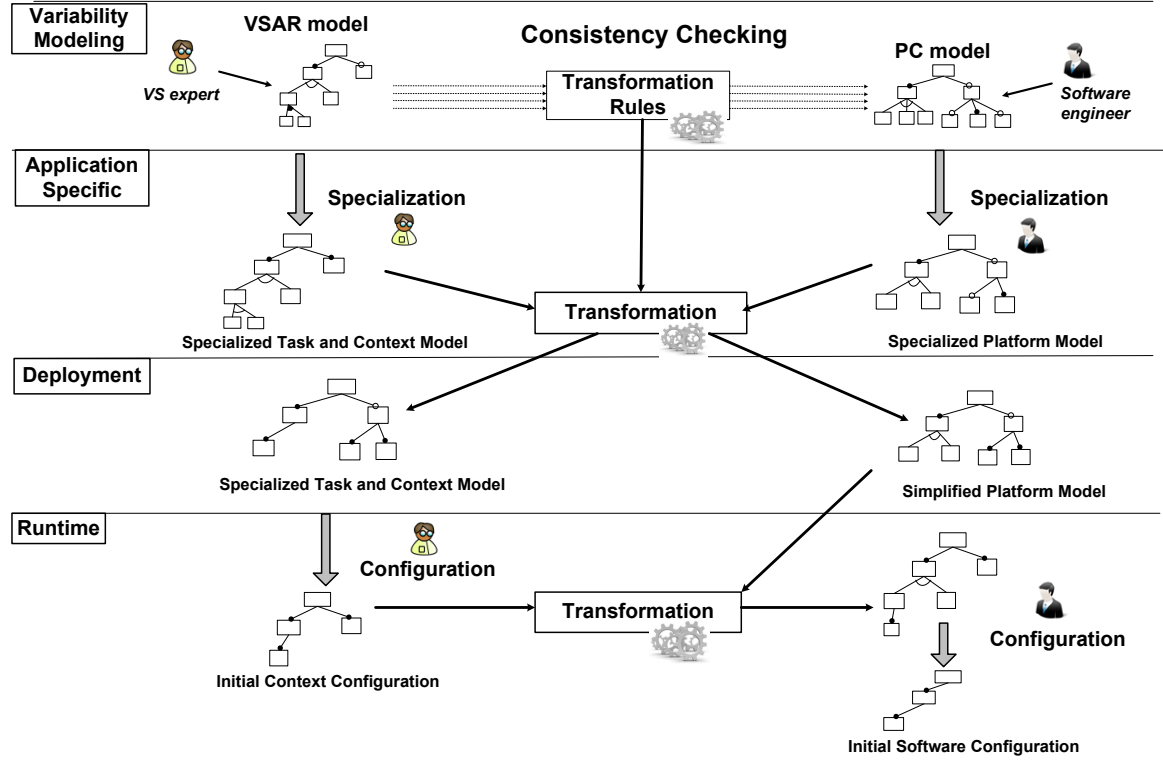 Variability
Modeling
VSAR model
Consistency Checking
PC model
VS expert
Transformation
Rules
Software
engineer
Application
Specific
Specialization
Specialization
Transformation
Specialized Task and Context Model
Specialized Platform Model
Deployment
Specialized Task and Context Model
Simplified Platform Model
Runtime
Configuration
Transformation
Configuration
Initial Context Configuration
Initial Software Configuration